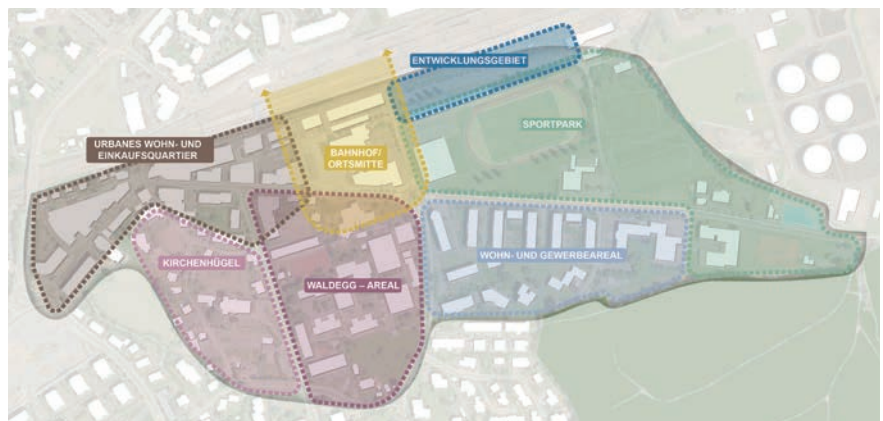 ENTWICKLUNGSGEBIET
SPORTPARK
URBANES WOHN- UND
EINKAUFSQUARTIER
BAHNHOF/
ORTSMITTE
WOHN- UND GEWERBEAREAL
KIRCHENHÜGEL
WALDEGG – AREAL